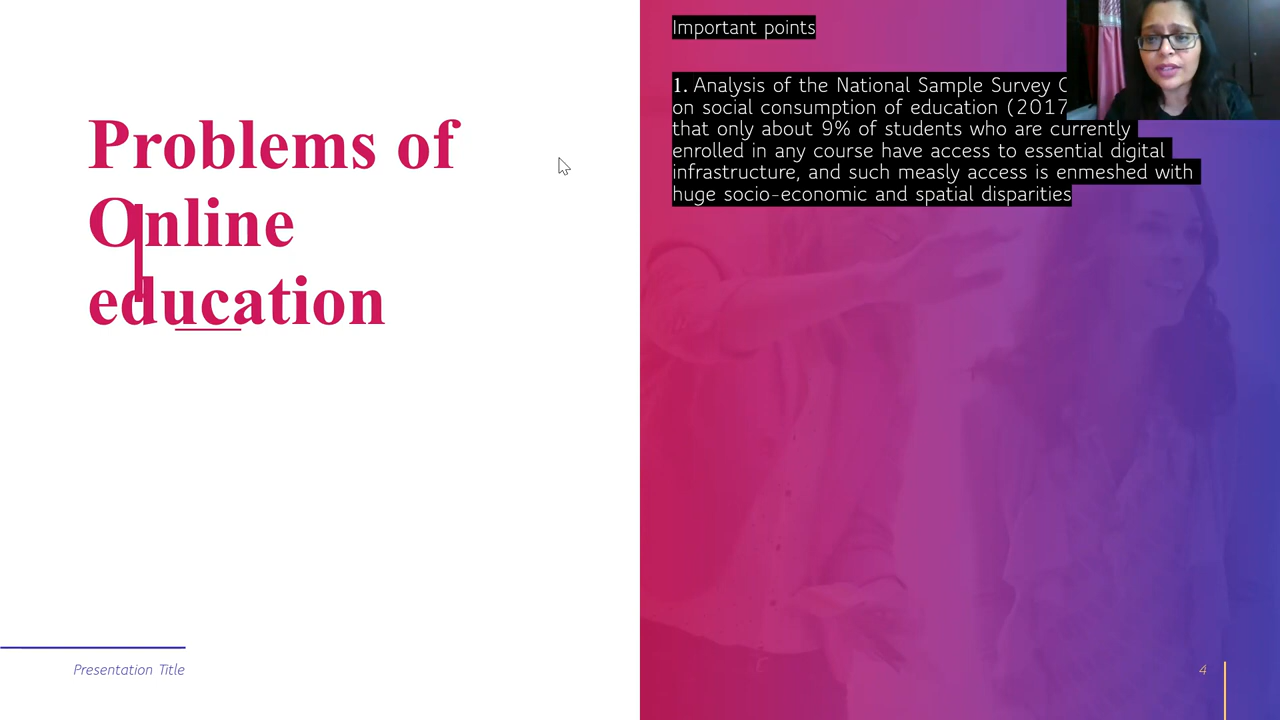 Problems of
Online
education
Important points
1. Analysis of the National Sample Survey
on social consumption of education (2017
that only about 9% of students who are currently
enrolled in any course have access to essential digital
infrastructure, and such measly access is enmeshed with
huge socio-economic and spatial disparities
Presentation Title
4